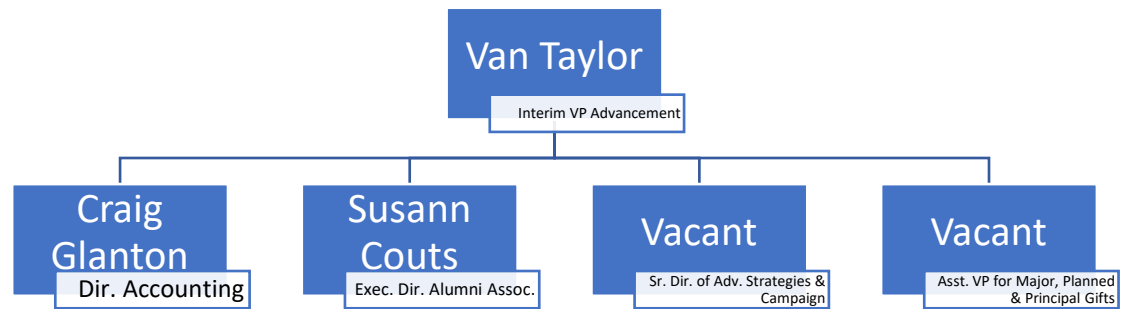 Van Taylor
Interim VP Advancement
Craig
Glanton
Dir. Accounting
Susann
Couts
Exec. Dir. Alumni Assoc.
Vacant
Sr. Dir. of Adv. Strategies &
Campaign
Vacant
Asst. VP for Major, Planned
& Principal Gifts